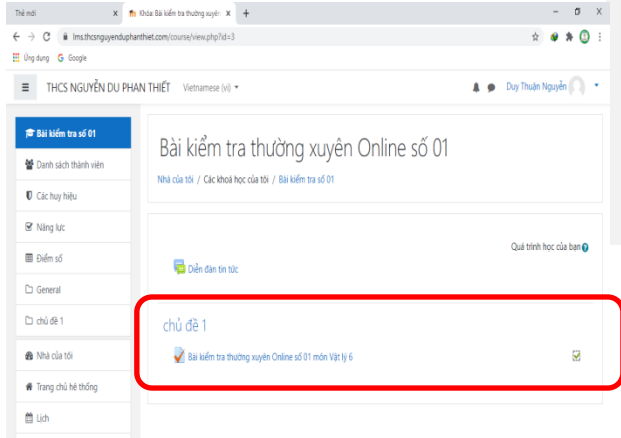 Thẻ mới
Khóa: Bài kiểm tra thường xuyên
lms.thcsnguyenduphanthiet.com/course/view.php?id=3
Ứng dụng Google
THCS NGUYỄN DU PHAN THIẾT Vietnamese (vi)
Duy Thuận Nguyễn
Bài kiểm tra số 01
Danh sách thành viên
Các huy hiệu
Năng lực
Điểm số
General
chủ đề 1
Nhà của tôi
Trang chủ hệ thống
Lịch
Bài kiểm tra thường xuyên Online số 01
Nhà của tôi / Các khoá học của tôi / Bài kiểm tra số 01
Quá trình học của bạn
Diễn đàn tin tức
chủ đề 1
Bài kiểm tra thường xuyên Online số 01 môn Vật lý 6